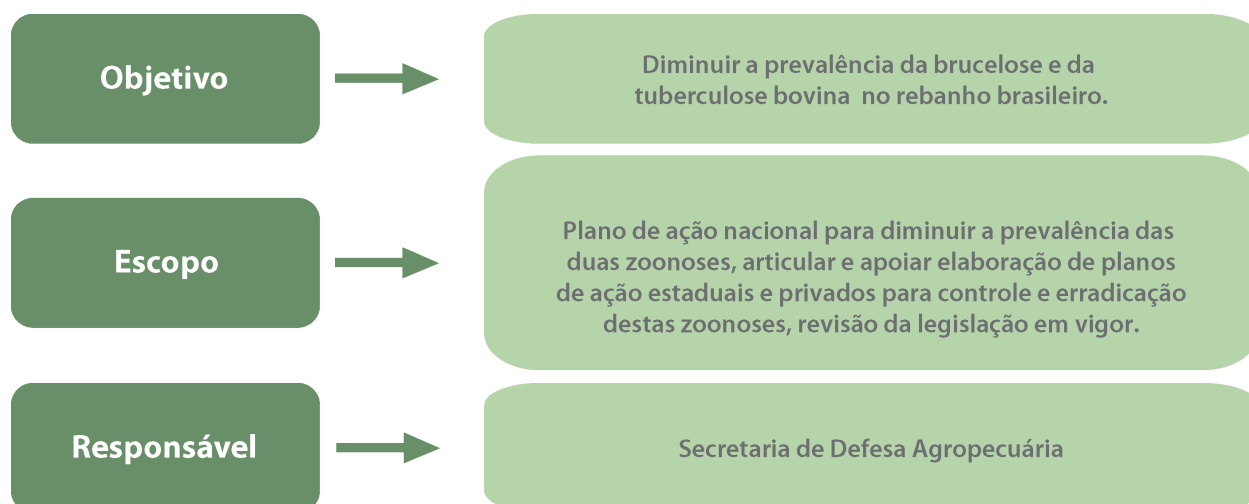 Objetivo
Diminuir a prevalência da brucelose e da
tuberculose bovina no rebanho brasileiro.
Escopo
Plano de ação nacional para diminuir a prevalência das
duas zoonoses, articular e apoiar elaboração de planos
de ação estaduais e privados para controle e erradicação
destas zoonoses, revisão da legislação em vigor.
Responsável
Secretaria de Defesa Agropecuária